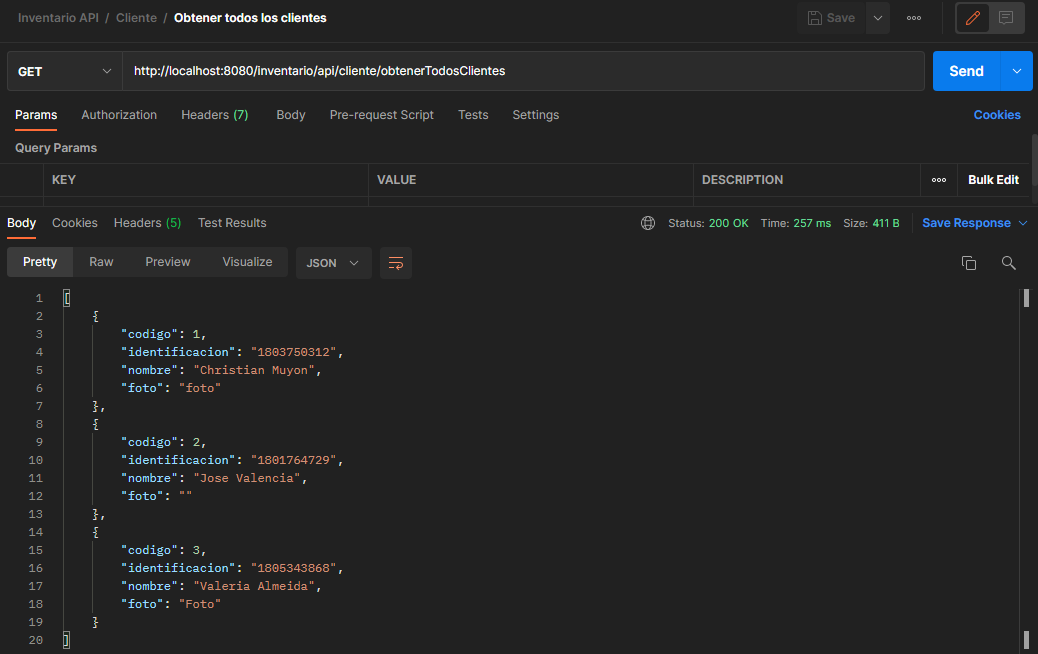 Inventario API / Cliente / Obtener todos los clientes Save
GET http://localhost:8080/inventario/api/cliente/obtenerTodosClientes Send
Params Authorization Headers (7) Body Pre-request Script Tests Settings Cookies
Query Params
KEY VALUE DESCRIPTION Bulk Edit
Body Cookies Headers (5) Test Results Status: 200 OK Time: 257 ms Size: 411 B Save Response
Pretty Raw Preview Visualize JSON
1 [
2 {
3 "codigo": 1,
4 "identificacion": "1803750312",
5 "nombre": "Christian Muyon",
6 "foto": "foto"
7 },
8 {
9 "codigo": 2,
10 "identificacion": "1801764729",
11 "nombre": "Jose Valencia",
12 "foto": ""
13 },
14 {
15 "codigo": 3,
16 "identificacion": "1805343868",
17 "nombre": "Valeria Almeida",
18 "foto": "Foto"
19 }
20 ]